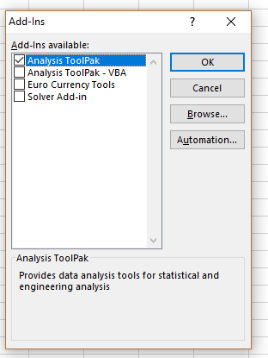 Add-Ins
?
Add-Ins available:
Analysis ToolPak
Analysis ToolPak - VBA
Euro Currency Tools
Solver Add-in
OK
Cancel
Browse...
Automation...
Analysis ToolPak
Provides data analysis tools for statistical and
engineering analysis